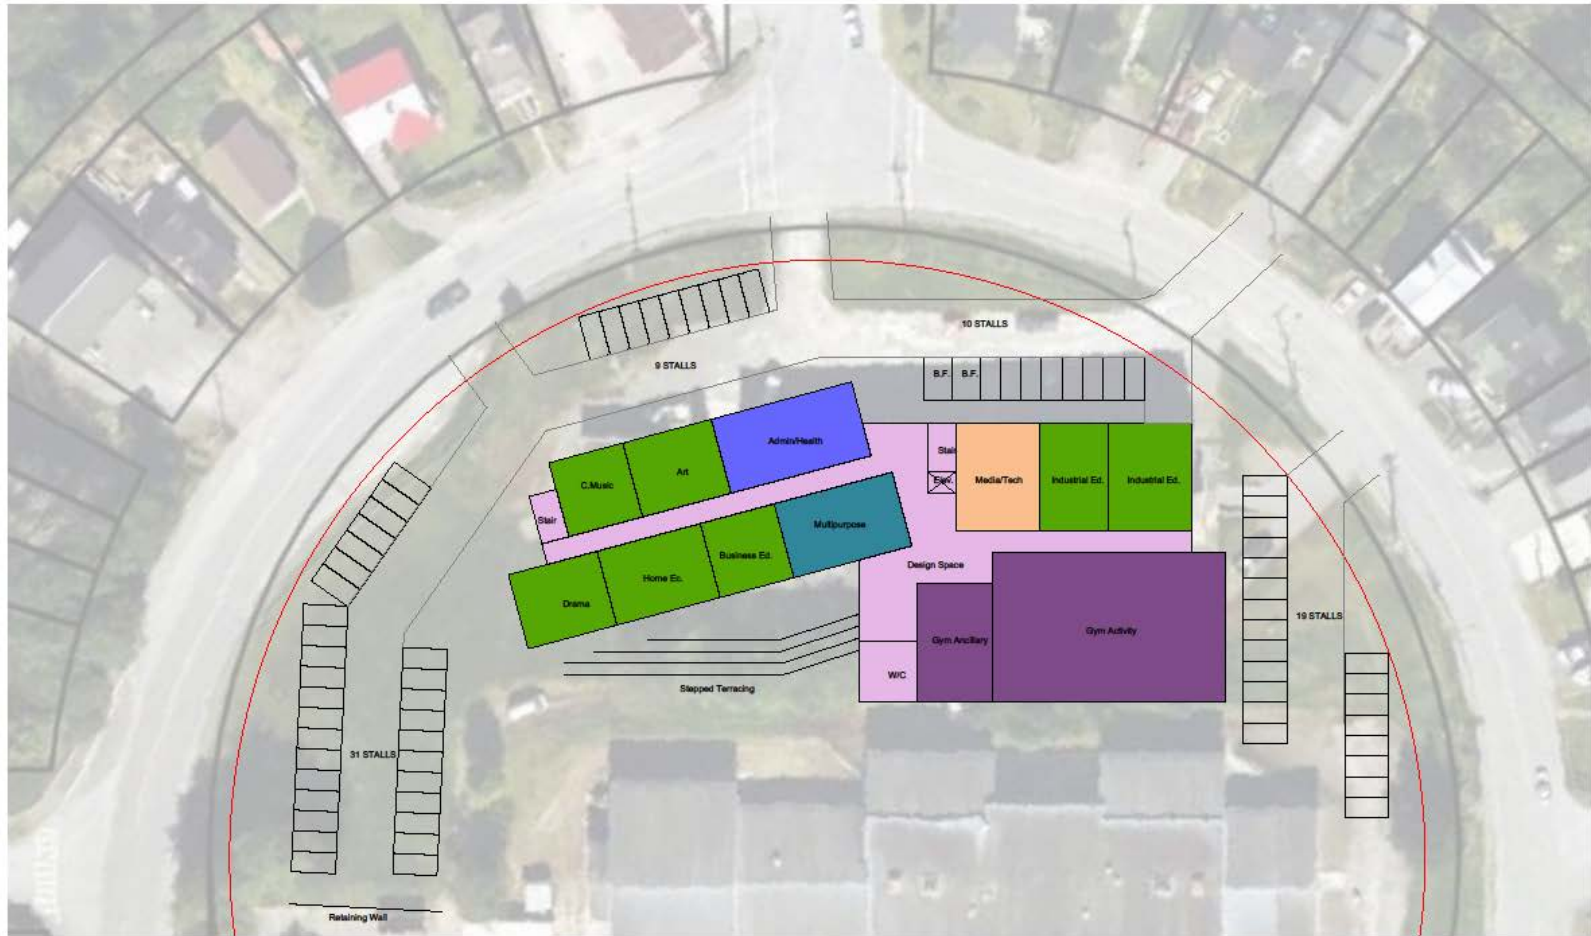 10 STALLS
9 STALLS
B.F.
B.F.
Admin/Health
Stair
Art
C.Music
Elev.
Media/Tech
Industrial Ed.
Industrial Ed.
Stair
Multipurpose
Business Ed.
Design Space
Home Ec.
Drama
19 STALLS
Gym Activity
Gym Ancillary
W/C
Stepped Terracing
31 STALLS
Retaining Wall